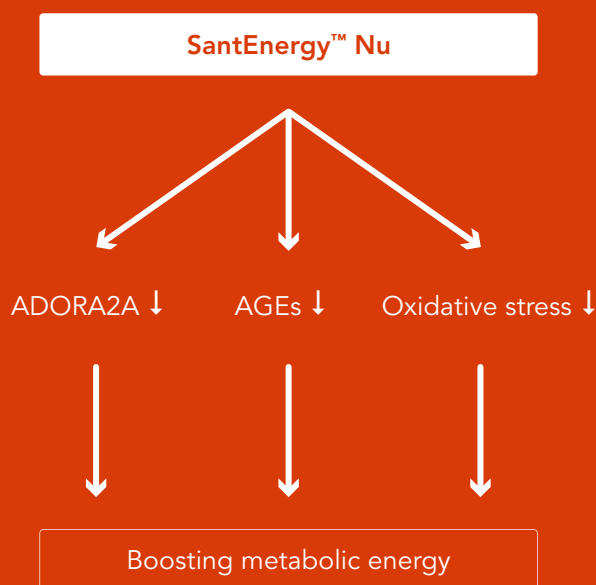 SantEnergy™ Nu
ADORA2A ↓ AGEs ↓ Oxidative stress ↓
Boosting metabolic energy